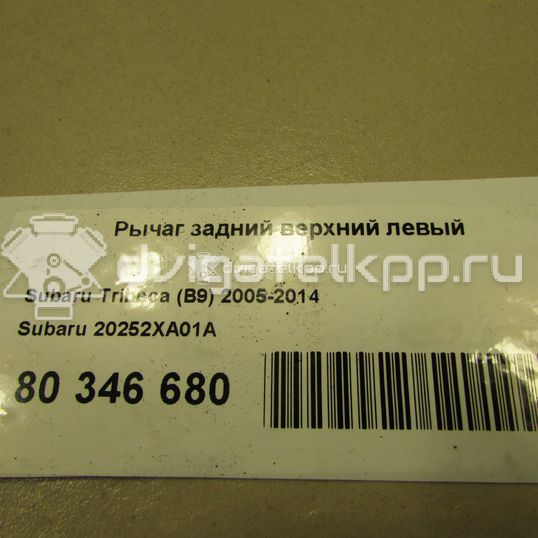 Рычаг задний верхний левый
dvigatelkpp.ru
Subaru Tribeca (B9) 2005-2014
Subaru 20252XA01A
80 346 680